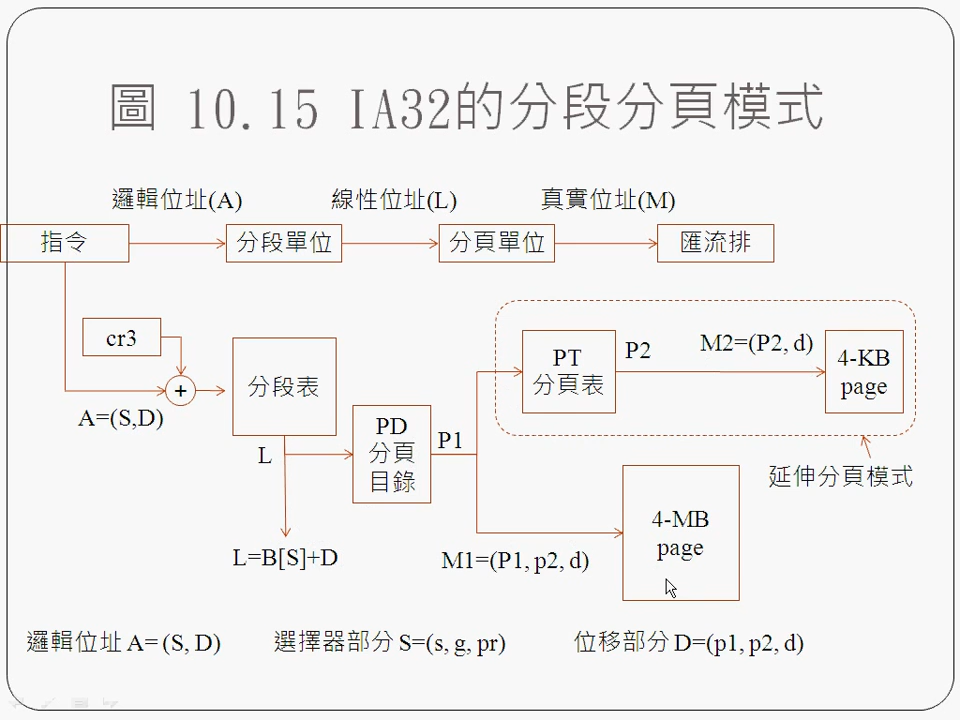 圖 10.15 IA32的分段分頁模式
邏輯位址(A)
線性位址(L)
真實位址(M)
指令
分段單位
分頁單位
匯流排
cr3
+
A=(S,D)
分段表
L
L=B[S]+D
PD
分頁
目錄
P1
PT
分頁表
P2
M2=(P2, d)
4-KB
page
延伸分頁模式
4-MB
page
M1=(P1, p2, d)
邏輯位址 A= (S, D)
選擇器部分 S=(s, g, pr)
位移部分 D=(p1, p2, d)